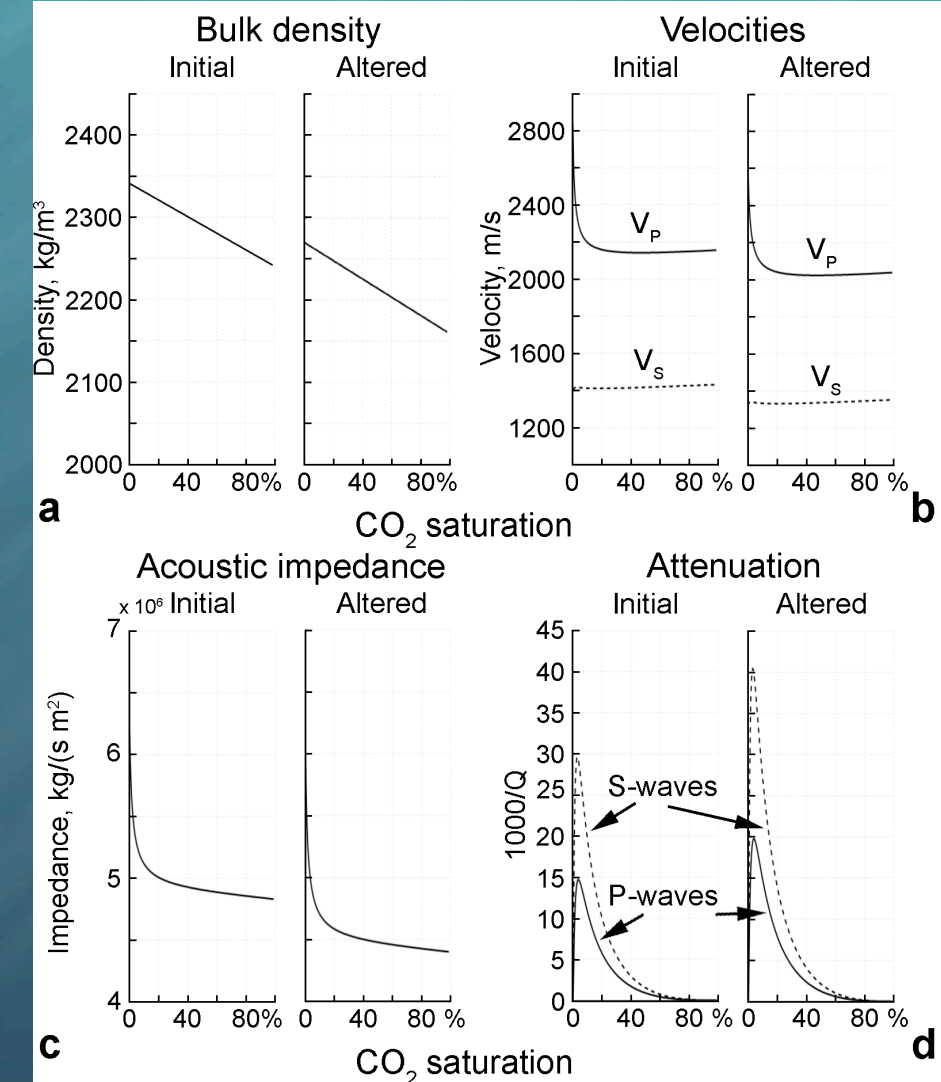 Bulk density
Initial
Altered
Density, kg/m³
2400
2300
2200
2100
2000
0 40 80 %
0 40 80 %
a
Velocities
Initial
Altered
Velocity, m/s
2800
2400
2000
1600
1200
V_P
V_S
V_P
V_S
0 40 80 %
0 40 80 %
b
CO₂ saturation
Acoustic impedance
x 10⁶ Initial
Altered
Impedance, kg/(s m²)
7
6
5
4
0 40 80 %
0 40 80 %
c
Attenuation
Initial
Altered
1000/Q
45
40
35
30
25
20
15
10
5
0
S-waves
P-waves
0 40 80 %
0 40 80 %
d
CO₂ saturation